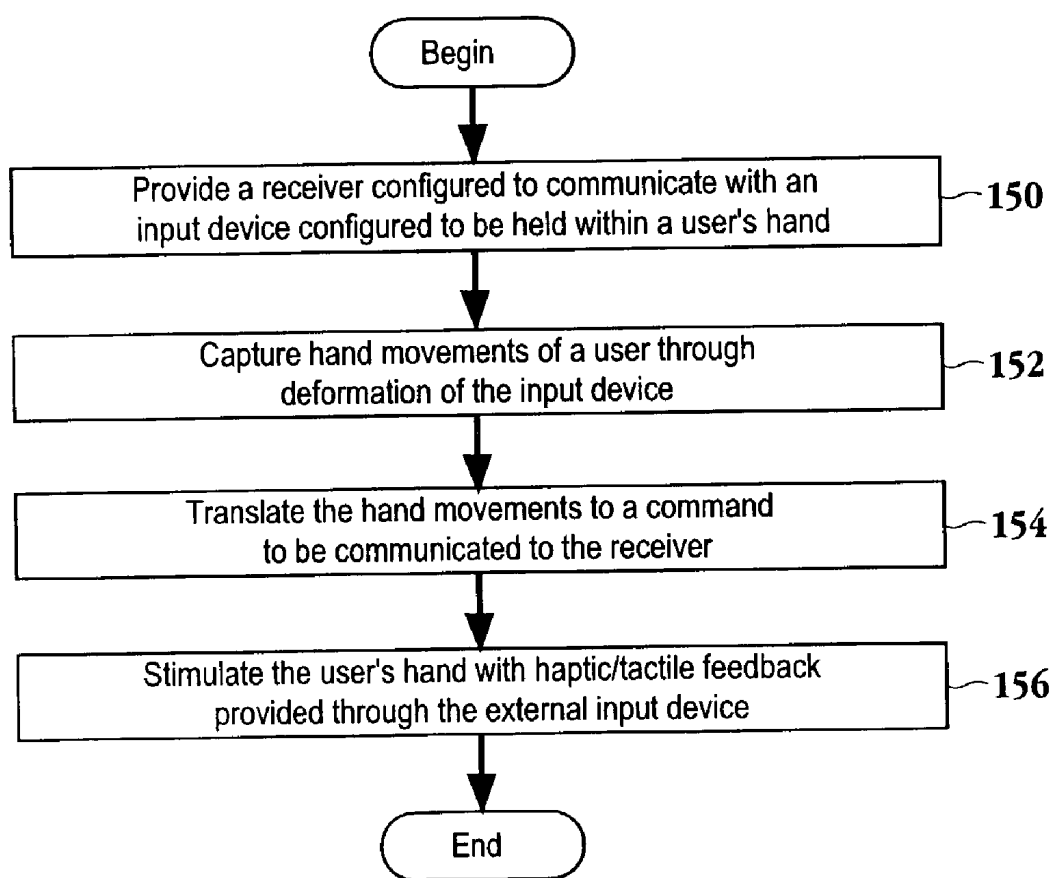 Begin
Provide a receiver configured to communicate with an
input device configured to be held within a user's hand
150
Capture hand movements of a user through
deformation of the input device
152
Translate the hand movements to a command
to be communicated to the receiver
154
Stimulate the user's hand with haptic/tactile feedback
provided through the external input device
156
End